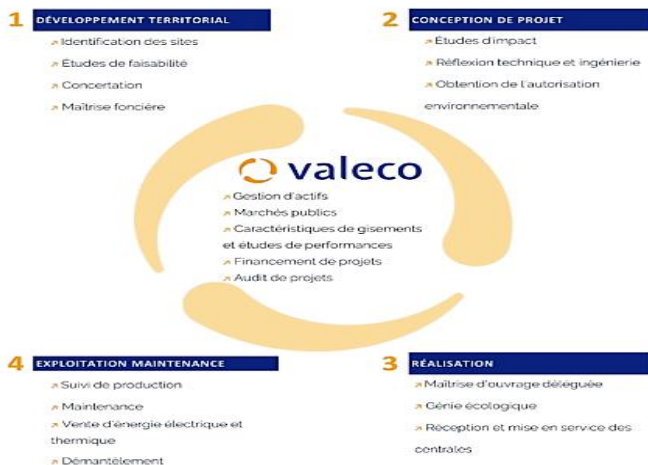 1 DÉVELOPPEMENT TERRITORIAL
↗ Identification des sites
↗ Études de faisabilité
↗ Concertation
↗ Maîtrise foncière
2 CONCEPTION DE PROJET
↗ Études d'impact
↗ Réflexion technique et ingénierie
↗ Obtention de l'autorisation
environnementale
valeco
↗ Gestion d'actifs
↗ Marchés publics
↗ Caractéristiques de gisements
et études de performances
↗ Financement de projets
↗ Audit de projets
4 EXPLOITATION MAINTENANCE
↗ Suivi de production
↗ Maintenance
↗ Vente d'énergie électrique et
thermique
↗ Démantèlement
3 RÉALISATION
↗ Maîtrise d'ouvrage déléguée
↗ Génie écologique
↗ Réception et mise en service des
centrales